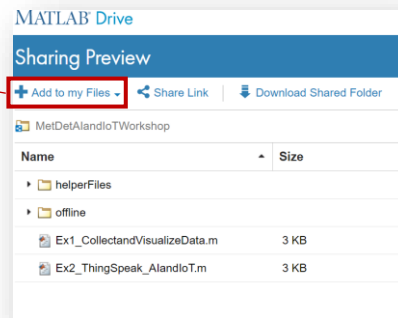 MATLAB Drive
Sharing Preview
Add to my Files Share Link Download Shared Folder
MetDetAIandIoTWorkshop
Name Size
helperFiles
offline
Ex1_CollectandVisualizeData.m 3 KB
Ex2_ThingSpeak_AIandIoT.m 3 KB